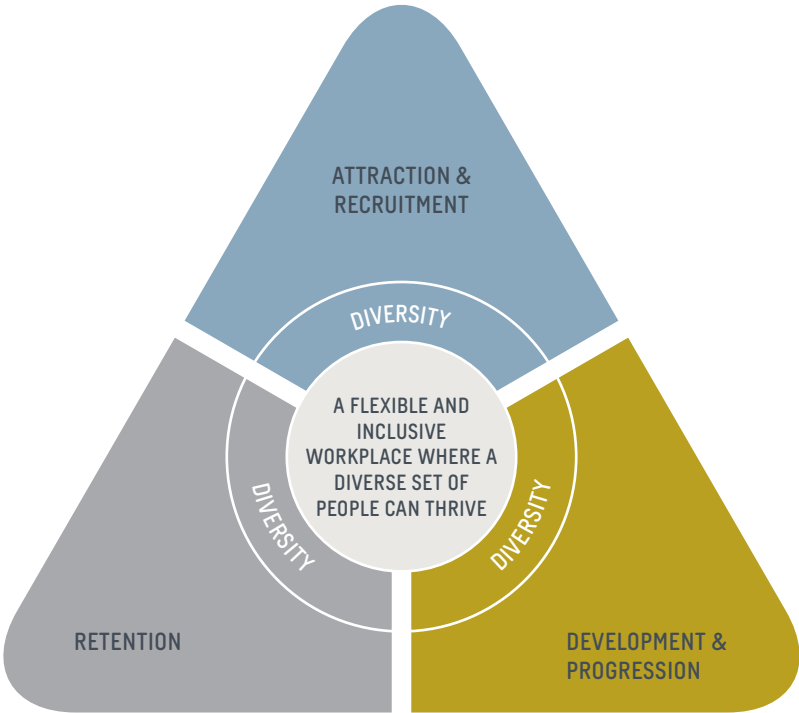 ATTRACTION &
RECRUITMENT
DIVERSITY
A FLEXIBLE AND
INCLUSIVE
WORKPLACE WHERE A
DIVERSE SET OF
PEOPLE CAN THRIVE
DIVERSITY
DIVERSITY
RETENTION
DEVELOPMENT &
PROGRESSION